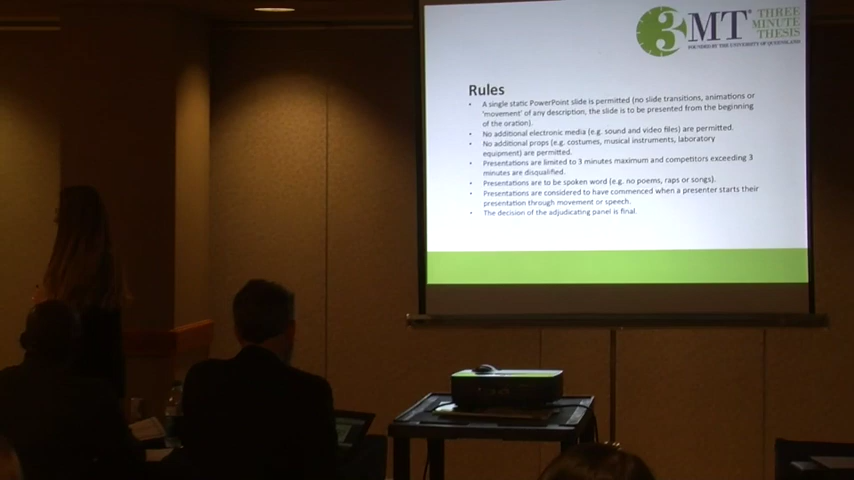 3MT® THREE
MINUTE
THESIS
FOUNDED BY THE UNIVERSITY OF QUEENSLAND
Rules
• A single static PowerPoint slide is permitted (no slide transitions, animations or
'movement' of any description, the slide is to be presented from the beginning
of the oration).
• No additional electronic media (e.g. sound and video files) are permitted.
• No additional props (e.g. costumes, musical instruments, laboratory
equipment) are permitted.
• Presentations are limited to 3 minutes maximum and competitors exceeding 3
minutes are disqualified.
• Presentations are to be spoken word (e.g. no poems, raps or songs).
• Presentations are considered to have commenced when a presenter starts their
presentation through movement or speech.
• The decision of the adjudicating panel is final.